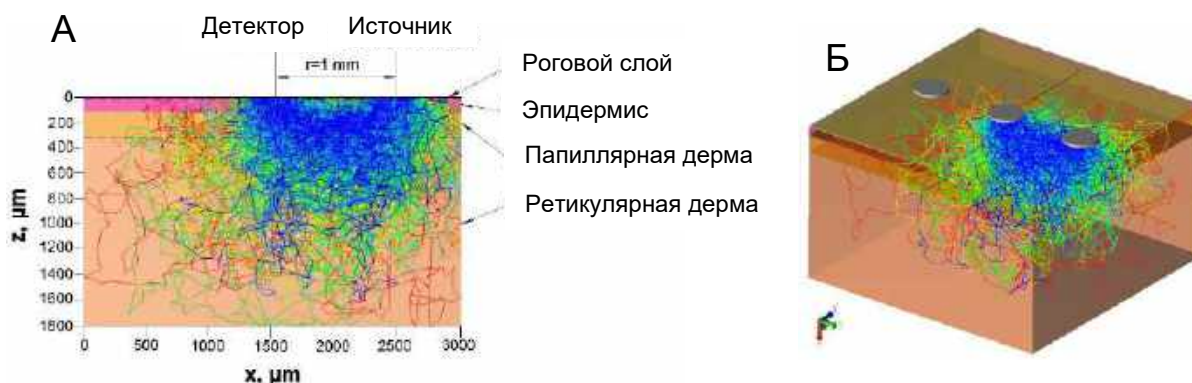 А
Детектор Источник
r=1 mm
Роговой слой
Эпидермис
Папиллярная дерма
Ретикулярная дерма
0
200
400
600
800
1000
1200
1400
1600
1800
z, µm
0 500 1000 1500 2000 2500 3000
x, µm
Б